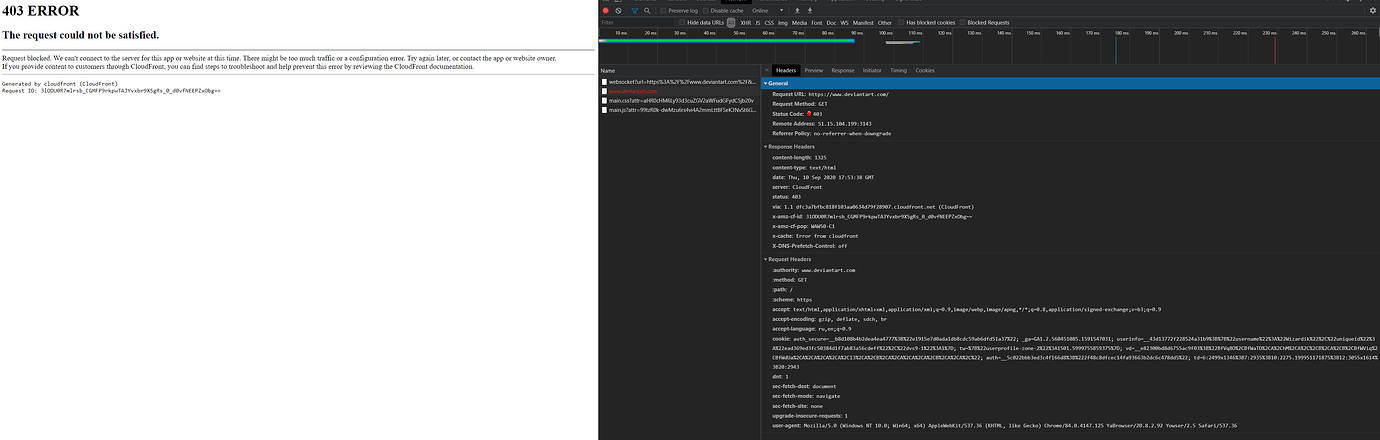 403 ERROR
The request could not be satisfied.
Request blocked. We can't connect to the server for this app or website at this time. There might be too much traffic or a configuration error. Try again later, or contact the app or website owner.
If you provide content to customers through CloudFront, you can find steps to troubleshoot and help prevent this error by reviewing the CloudFront documentation.
Generated by cloudfront (CloudFront)
Request ID:
Preserve log Disable cache Online
Filter Hide data URLs All XHR JS CSS Img Media Font Doc WS Manifest Other Has blocked cookies Blocked Requests
10 ms 20 ms 30 ms 40 ms 50 ms 60 ms 70 ms 80 ms 90 ms 100 ms 110 ms 120 ms 130 ms 140 ms 150 ms 160 ms 170 ms 180 ms 190 ms 200 ms 210 ms 220 ms 230 ms 240 ms 250 ms 260 ms
Name
websocket?url=https%3A%2F%2Fwww.deviantart.com%2F&...
www.deviantart.com
× Headers Preview Response Initiator Timing Cookies
General
Request URL: https://www.deviantart.com/
Request Method: GET
Status Code: 403
Remote Address: 51.15.104.199:3143
Referrer Policy: no-referrer-when-downgrade
Response Headers
content-length: 1325
content-type: text/html
date: Thu, 10 Sep 2020 17:53:38 GMT
server: CloudFront
status: 403
via: 1.1 dfc3a7bfbc818f103aa0634d79f28907.cloudfront.net (CloudFront)
x-amz-cf-id:
x-amz-cf-pop: WAW50-C1
x-cache: Error from cloudfront
X-DNS-Prefetch-Control: off
Request Headers
:authority: www.deviantart.com
:method: GET
:path: /
:scheme: https
accept: text/html,application/xhtml+xml,application/xml;q=0.9,image/webp,image/apng,*/*;q=0.8,application/signed-exchange;v=b3;q=0.9
accept-encoding: gzip, deflate, sdch, br
accept-language: ru,en;q=0.9
cookie:
dnt: 1
sec-fetch-dest: document
sec-fetch-mode: navigate
sec-fetch-site: none
upgrade-insecure-requests: 1
user-agent: Mozilla/5.0 (Windows NT 10.0; Win64; x64) AppleWebKit/537.36 (KHTML, like Gecko) Chrome/84.0.4147.125 YaBrowser/20.8.2.92 Yowser/2.5 Safari/537.36